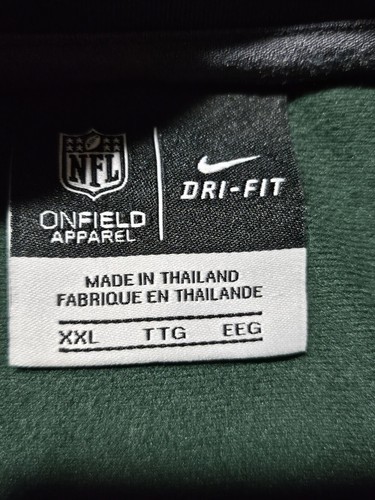 NFL
ONFIELD
APPAREL
DRI-FIT
MADE IN THAILAND
FABRIQUE EN THAILANDE
XXL TTG EEG